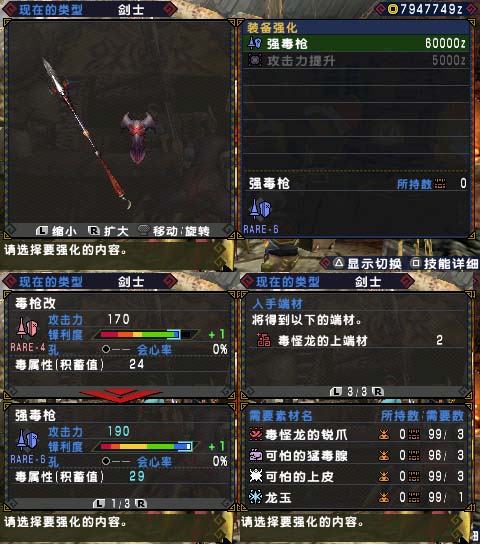 现在的类型 剑士
L 缩小 R 扩大 移动/旋转
请选择要强化的内容。
7947749z
装备强化
强毒枪 60000z
攻击力提升 5000z
强毒枪 所持数 0
RARE-6
△显示切换 □技能详细
现在的类型 剑士
毒枪改
攻击力 170
RARE-4 锋利度 +1
孔 ●-- 会心率 0%
毒属性(积蓄值) 24
强毒枪
攻击力 190
RARE-6 锋利度 +1
孔 ●-- 会心率 0%
毒属性(积蓄值) 29
L 1/3 R
请选择要强化的内容。
现在的类型 剑士
入手端材
将得到以下的端材。
毒怪龙的上端材 2
L 3/3 R
需要素材名 所持数/需要数
毒怪龙的锐爪 0 99/ 3
可怕的猛毒腺 0 96/ 3
可怕的上皮 0 99/ 3
龙玉 0 99/ 1
请选择要强化的内容。